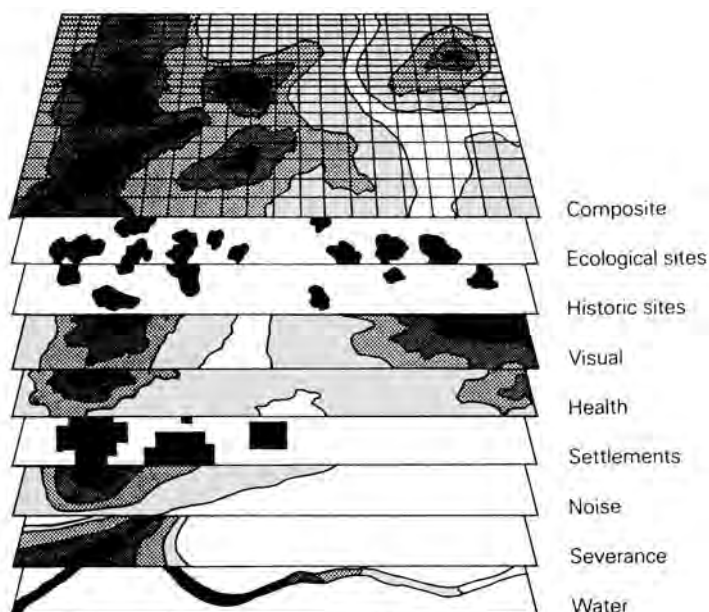 Composite
Ecological sites
Historic sites
Visual
Health
Settlements
Noise
Severance
Water